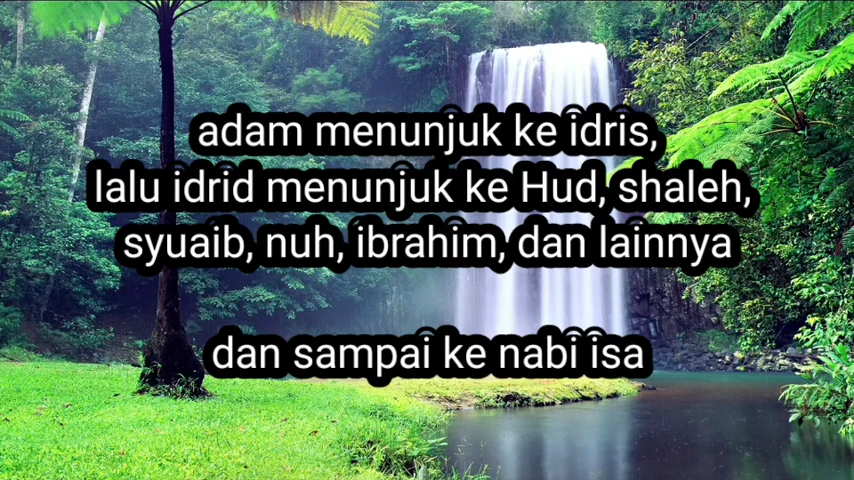 adam menunjuk ke idris,
lalu idrid menunjuk ke Hud, shaleh,
syuaib, nuh, ibrahim, dan lainnya
dan sampai ke nabi isa